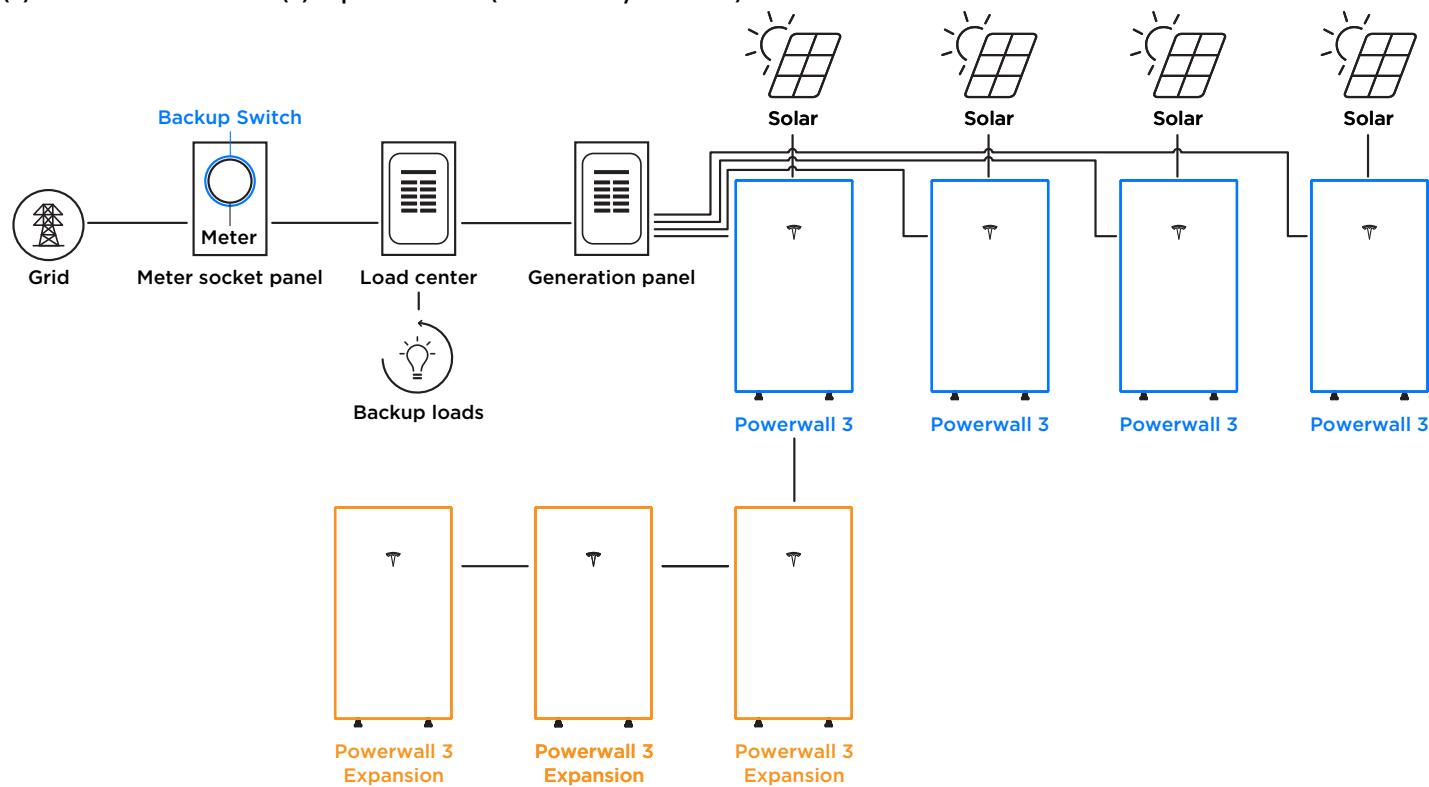 Solar Solar Solar Solar
Backup Switch
Meter
Grid Meter socket panel Load center Generation panel
Backup loads
Powerwall 3 Powerwall 3 Powerwall 3 Powerwall 3
Powerwall 3 Powerwall 3 Powerwall 3
Expansion Expansion Expansion